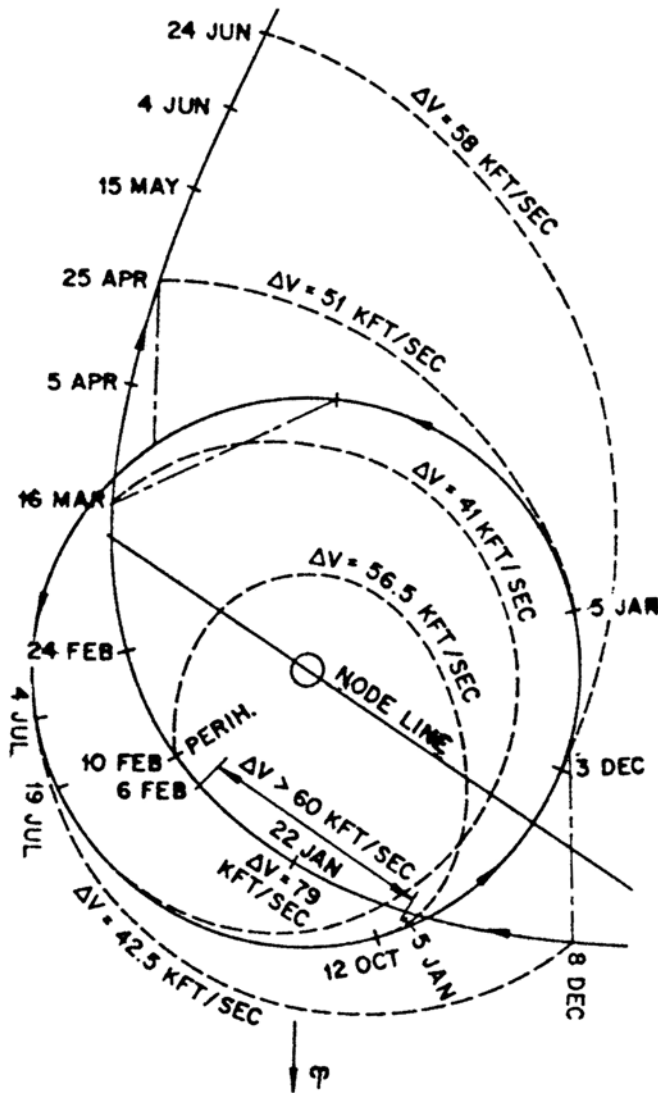 24 JUN
4 JUN
15 MAY
25 APR
5 APR
16 MAR
24 FEB
4 JUL
19 JUL
10 FEB
PERIH.
6 FEB
ΔV = 58 KFT/SEC
ΔV = 51 KFT/SEC
ΔV = 41 KFT/SEC
ΔV = 56.5 KFT/SEC
5 JAN
NODE LINE
3 DEC
ΔV > 60 KFT/SEC
22 JAN
ΔV = 79
KFT/SEC
ΔV = 42.5 KFT/SEC
12 OCT
5 JAN
8 DEC
♈